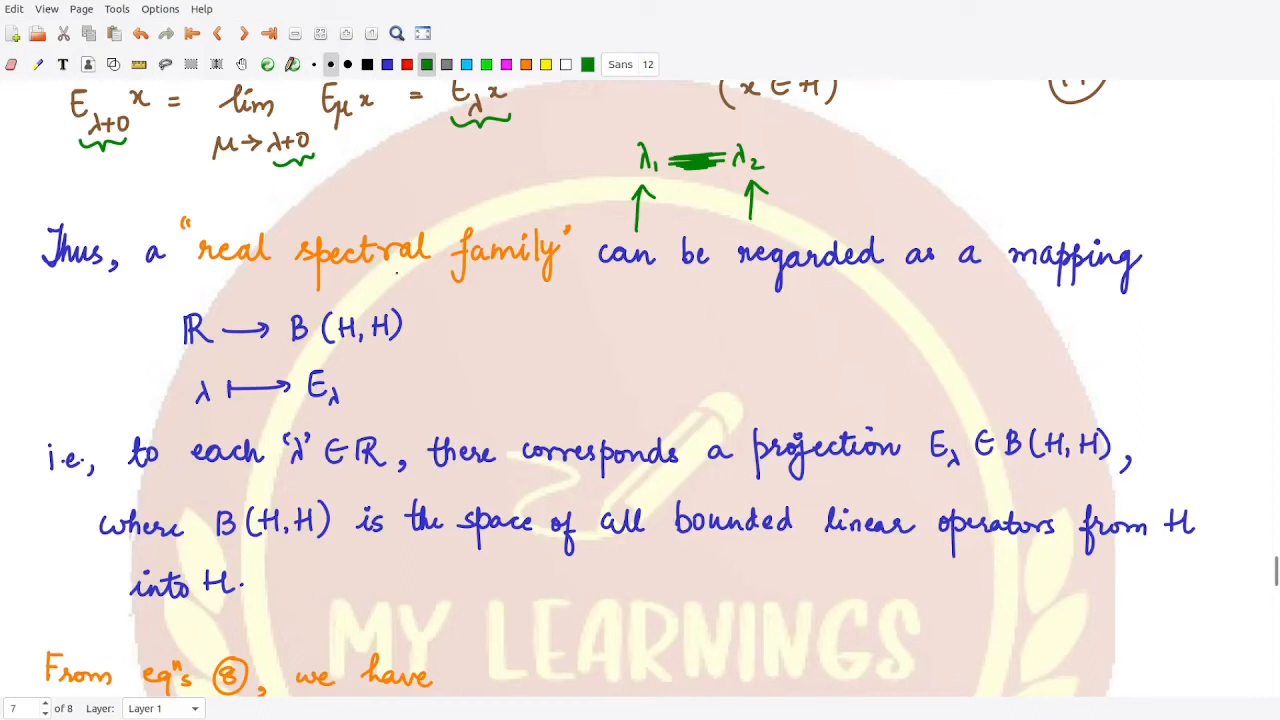 Edit View Page Tools Options Help
Sans 12
E_{λ+0} x = lim_{μ→λ+0} E_μ x = E_λ x (x ∈ H)
λ₁ λ₂
Thus, a "real spectral family" can be regarded as a mapping
ℝ → B (H, H)
λ ↦ E_λ
i.e., to each 'λ' ∈ ℝ, there corresponds a projection E_λ ∈ B (H, H),
where B (H, H) is the space of all bounded linear operators from H
into H.
MY LEARNINGS
From eqⁿs ⑧, we have
7 of 8 Layer: Layer 1